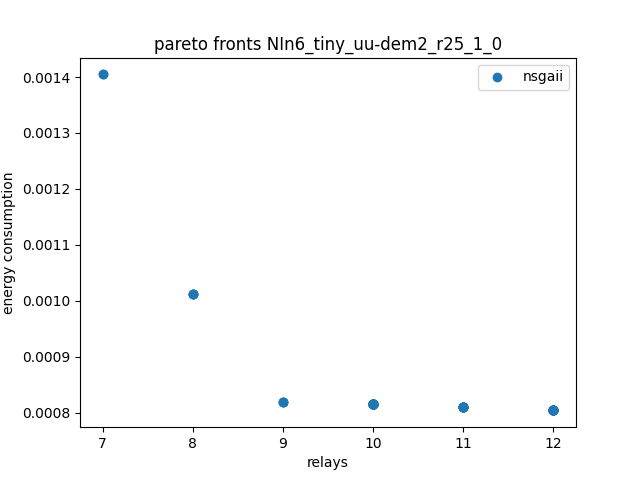 pareto fronts NIn6_tiny_uu-dem2_r25_1_0
nsgaii
energy consumption
0.0014
0.0013
0.0012
0.0011
0.0010
0.0009
0.0008
7 8 9 10 11 12
relays